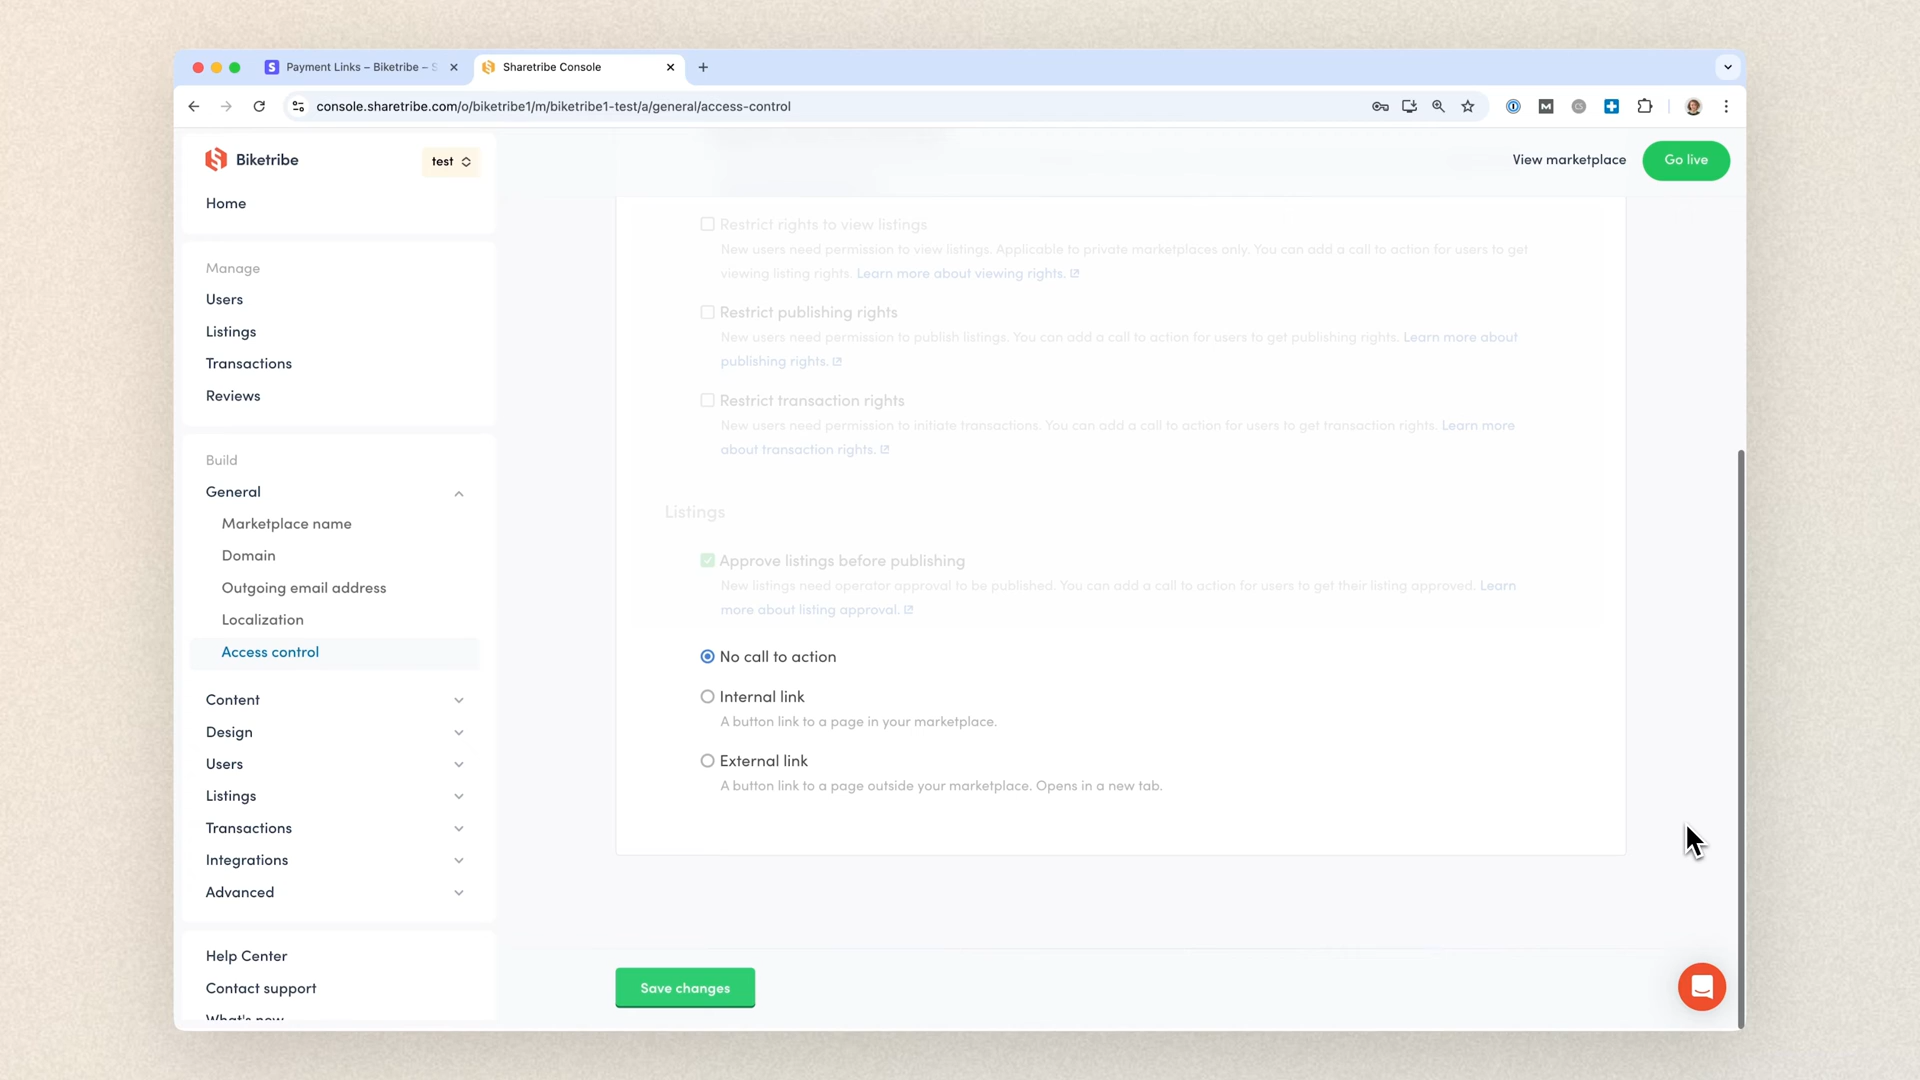 Payment Links – Biketribe – S
Sharetribe Console
console.sharetribe.com/o/biketribe1/m/biketribe1-test/a/general/access-control
Biketribe
test
View marketplace
Go live
Home
Manage
Users
Listings
Transactions
Reviews
Build
General
Marketplace name
Domain
Outgoing email address
Localization
Access control
Content
Design
Users
Listings
Transactions
Integrations
Advanced
Help Center
Contact support
What's new
Restrict rights to view listings
New users need permission to view listings. Applicable to private marketplaces only. You can add a call to action for users to get
viewing listing rights. Learn more about viewing rights.
Restrict publishing rights
New users need permission to publish listings. You can add a call to action for users to get publishing rights. Learn more about
publishing rights.
Restrict transaction rights
New users need permission to initiate transactions. You can add a call to action for users to get transaction rights. Learn more
about transaction rights.
Listings
Approve listings before publishing
New listings need operator approval to be published. You can add a call to action for users to get their listing approved. Learn
more about listing approval.
No call to action
Internal link
A button link to a page in your marketplace.
External link
A button link to a page outside your marketplace. Opens in a new tab.
Save changes